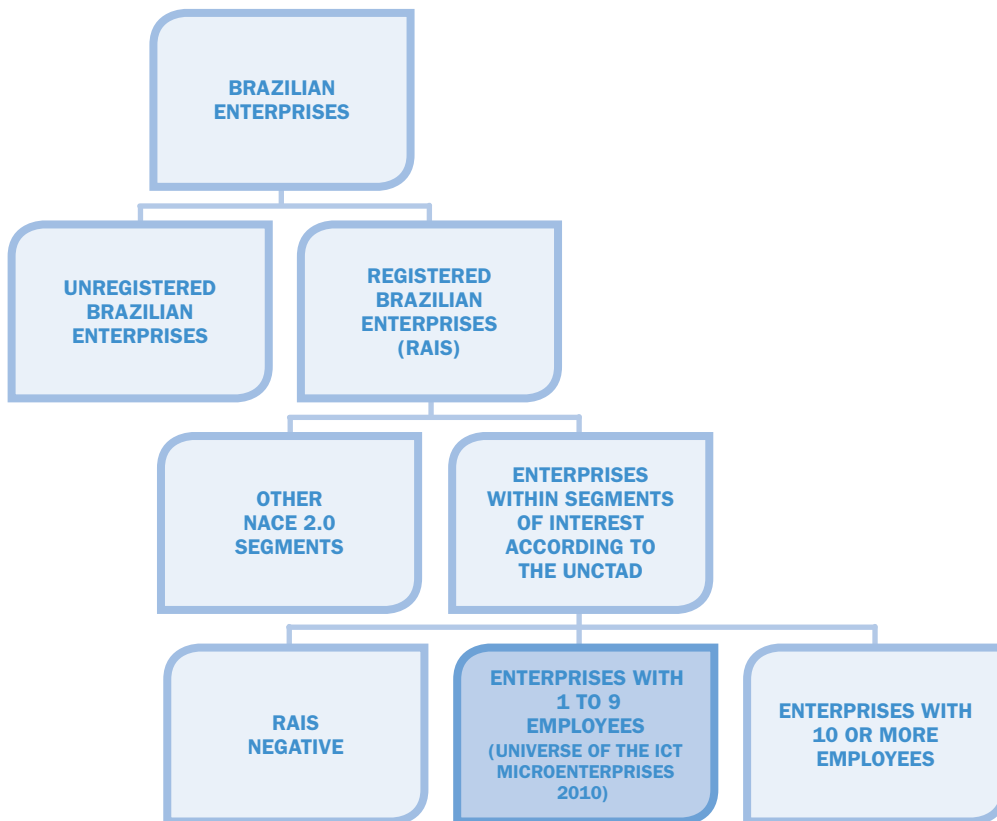 BRAZILIAN
ENTERPRISES
UNREGISTERED
BRAZILIAN
ENTERPRISES
REGISTERED
BRAZILIAN
ENTERPRISES
(RAIS)
OTHER
NACE 2.0
SEGMENTS
ENTERPRISES
WITHIN SEGMENTS
OF INTEREST
ACCORDING TO
THE UNCTAD
RAIS
NEGATIVE
ENTERPRISES WITH
1 TO 9
EMPLOYEES
(UNIVERSE OF THE ICT
MICROENTERPRISES
2010)
ENTERPRISES WITH
10 OR MORE
EMPLOYEES